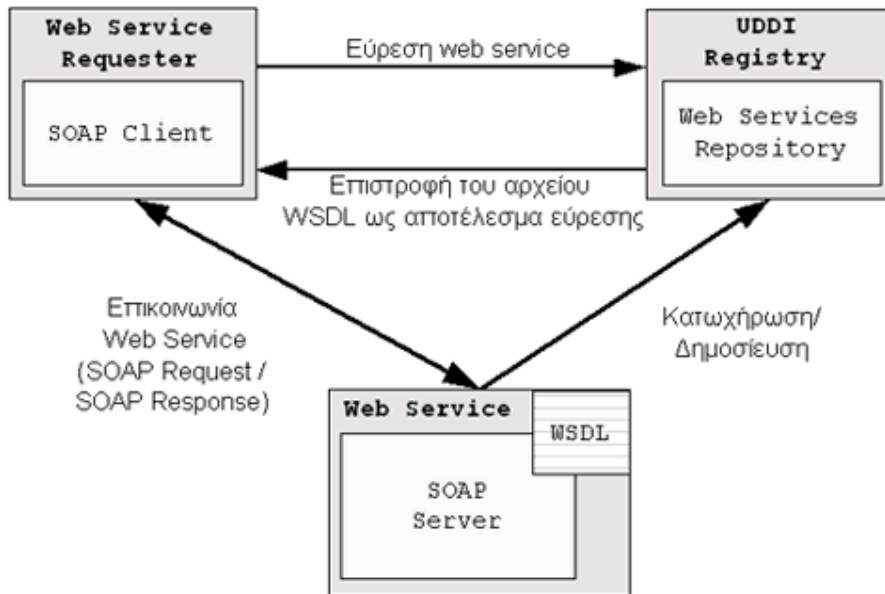 Web Service
Requester
SOAP Client
Εύρεση web service
UDDI
Registry
Web Services
Repository
Επιστροφή του αρχείου
WSDL ως αποτέλεσμα εύρεσης
Επικοινωνία
Web Service
(SOAP Request /
SOAP Response)
Κατωχήρωση/
Δημοσίευση
Web Service
WSDL
SOAP
Server